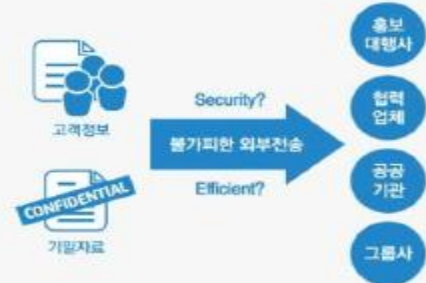 고객정보
CONFIDENTIAL
기밀자료
Security?
불가피한 외부전송
Efficient?
홍보
대행사
협력
업체
공공
기관
그룹사